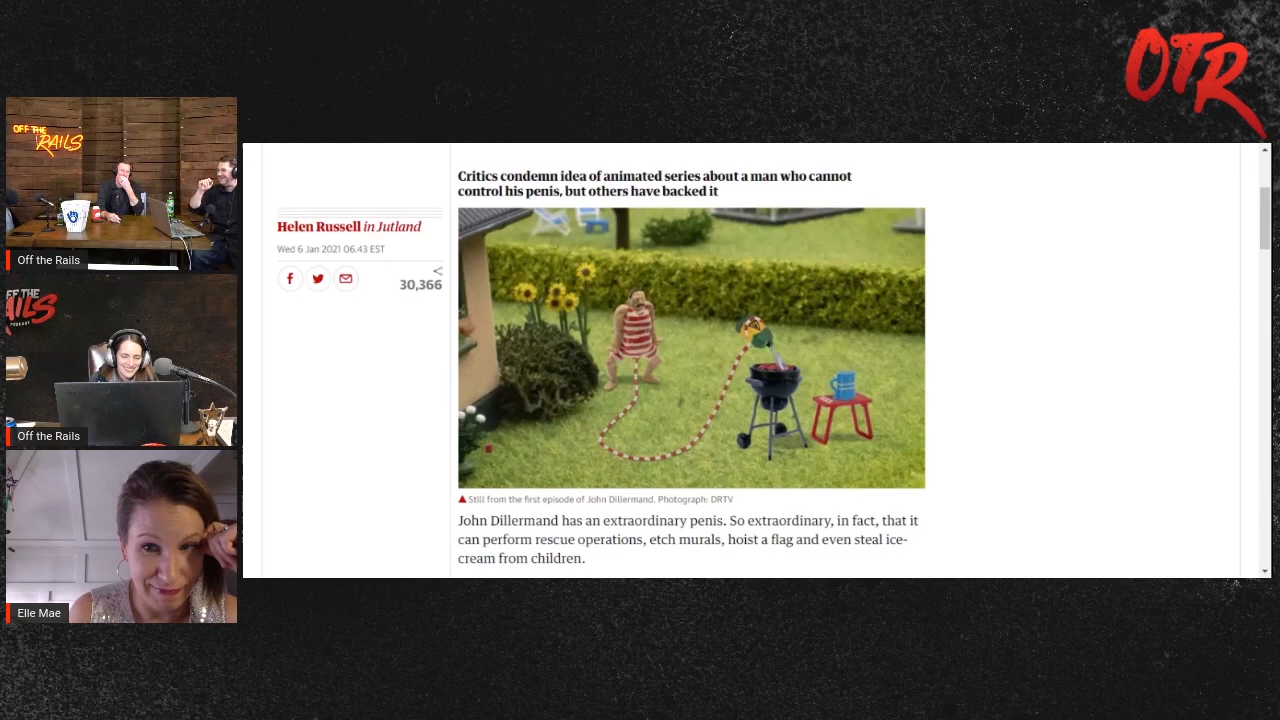 OTR
OFF THE
RAILS
Off the Rails
OFF THE
AILS
PODCAST
Off the Rails
Elle Mae
Helen Russell in Jutland
Wed 6 Jan 2021 06.43 EST
30,366
Critics condemn idea of animated series about a man who cannot
control his penis, but others have backed it
Still from the first episode of John Dillermand. Photograph: DRTV
John Dillermand has an extraordinary penis. So extraordinary, in fact, that it
can perform rescue operations, etch murals, hoist a flag and even steal ice-
cream from children.